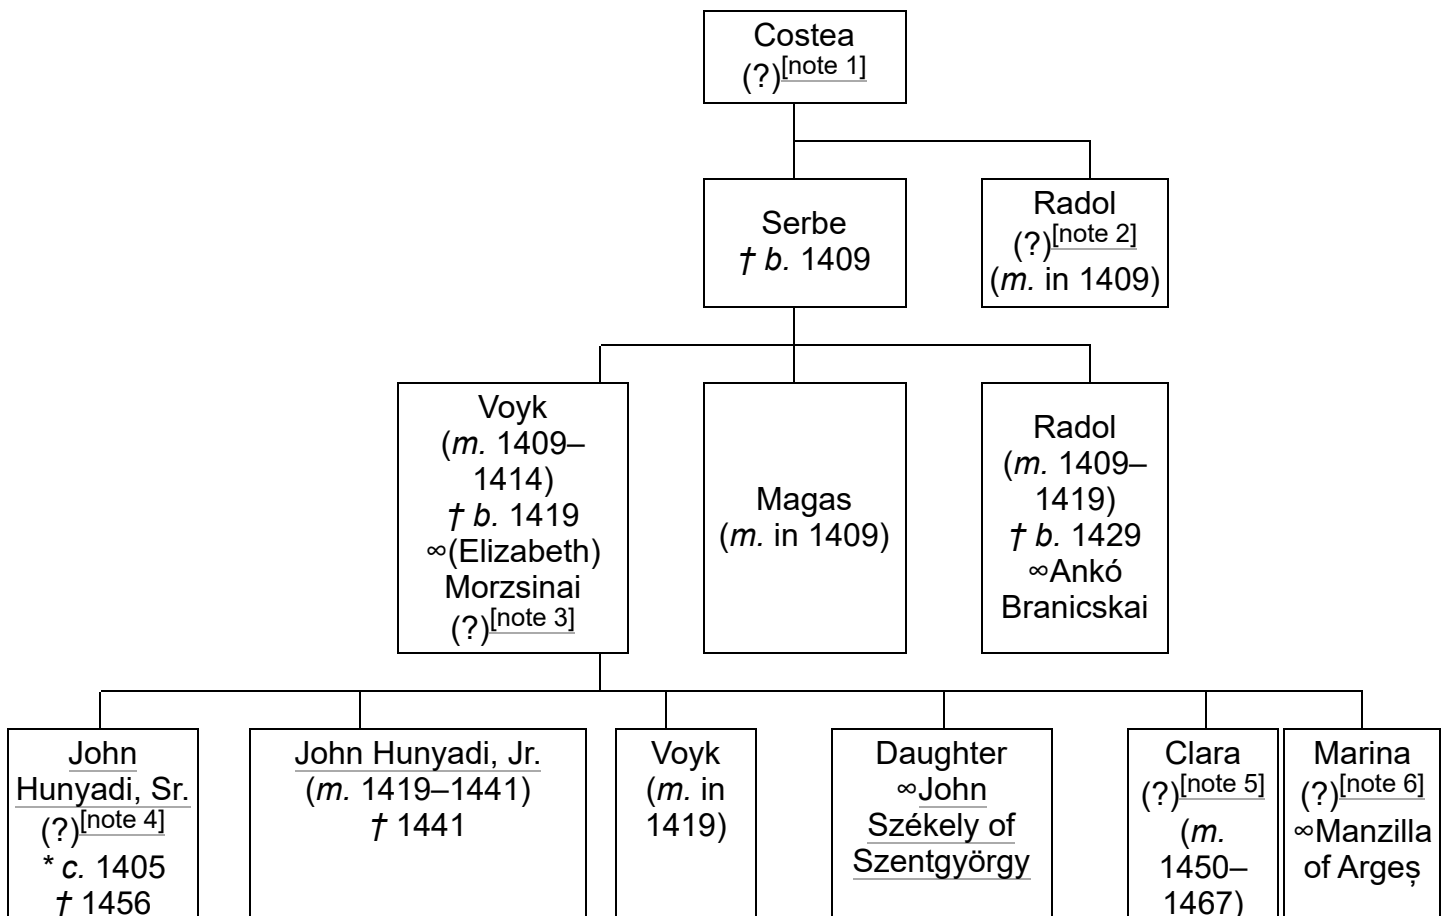 Costea
(?)[note 1]
Serbe
† b. 1409
Radol
(?)[note 2]
(m. in 1409)
Voyk
(m. 1409–
1414)
† b. 1419
∞(Elizabeth)
Morzsinai
(?)[note 3]
Magas
(m. in 1409)
Radol
(m. 1409–
1419)
† b. 1429
∞Ankó
Branicskai
John
Hunyadi, Sr.
(?)[note 4]
* c. 1405
† 1456
John Hunyadi, Jr.
(m. 1419–1441)
† 1441
Voyk
(m. in
1419)
Daughter
∞John
Székely of
Szentgyörgy
Clara
(?)[note 5]
(m.
1450–
1467)
Marina
(?)[note 6]
∞Manzilla
of Argeș